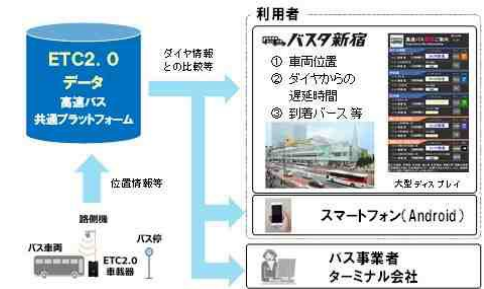 利用者
ETC2.0
データ
高速バス
共通プラットフォーム
ダイヤ情報
との比較等
バスタ新宿
① 車両位置
② ダイヤからの
遅延時間
③ 到着バース 等
大型ディスプレイ
位置情報等
路側機
バス車両
バス停
ETC2.0
車載器
スマートフォン(Android)
バス事業者
ターミナル会社